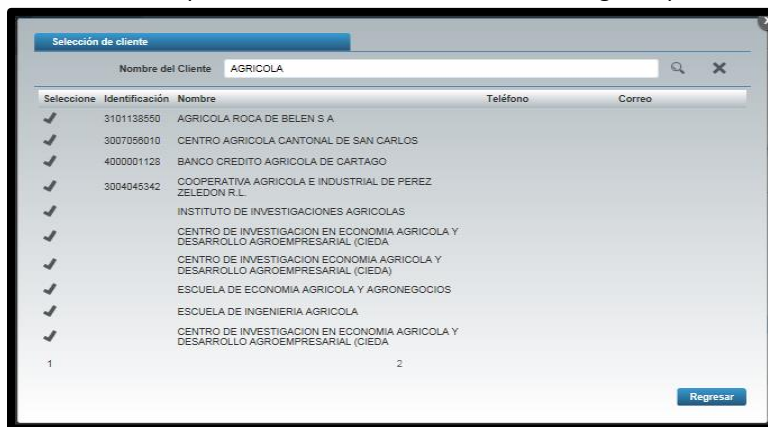 Selección de cliente
Nombre del Cliente AGRICOLA
Seleccione Identificación Nombre Teléfono Correo
3101138550 AGRICOLA ROCA DE BELEN S A
3007056010 CENTRO AGRICOLA CANTONAL DE SAN CARLOS
4000001128 BANCO CREDITO AGRICOLA DE CARTAGO
3004045342 COOPERATIVA AGRICOLA E INDUSTRIAL DE PEREZ
ZELEDON R.L.
INSTITUTO DE INVESTIGACIONES AGRICOLAS
CENTRO DE INVESTIGACION EN ECONOMIA AGRICOLA Y
DESARROLLO AGROEMPRESARIAL (CIEDA
CENTRO DE INVESTIGACION ECONOMIA AGRICOLA Y
DESARROLLO AGROEMPRESARIAL (CIEDA)
ESCUELA DE ECONOMIA AGRICOLA Y AGRONEGOCIOS
ESCUELA DE INGENIERIA AGRICOLA
CENTRO DE INVESTIGACION EN ECONOMIA AGRICOLA Y
DESARROLLO AGROEMPRESARIAL (CIEDA
1 2
Regresar